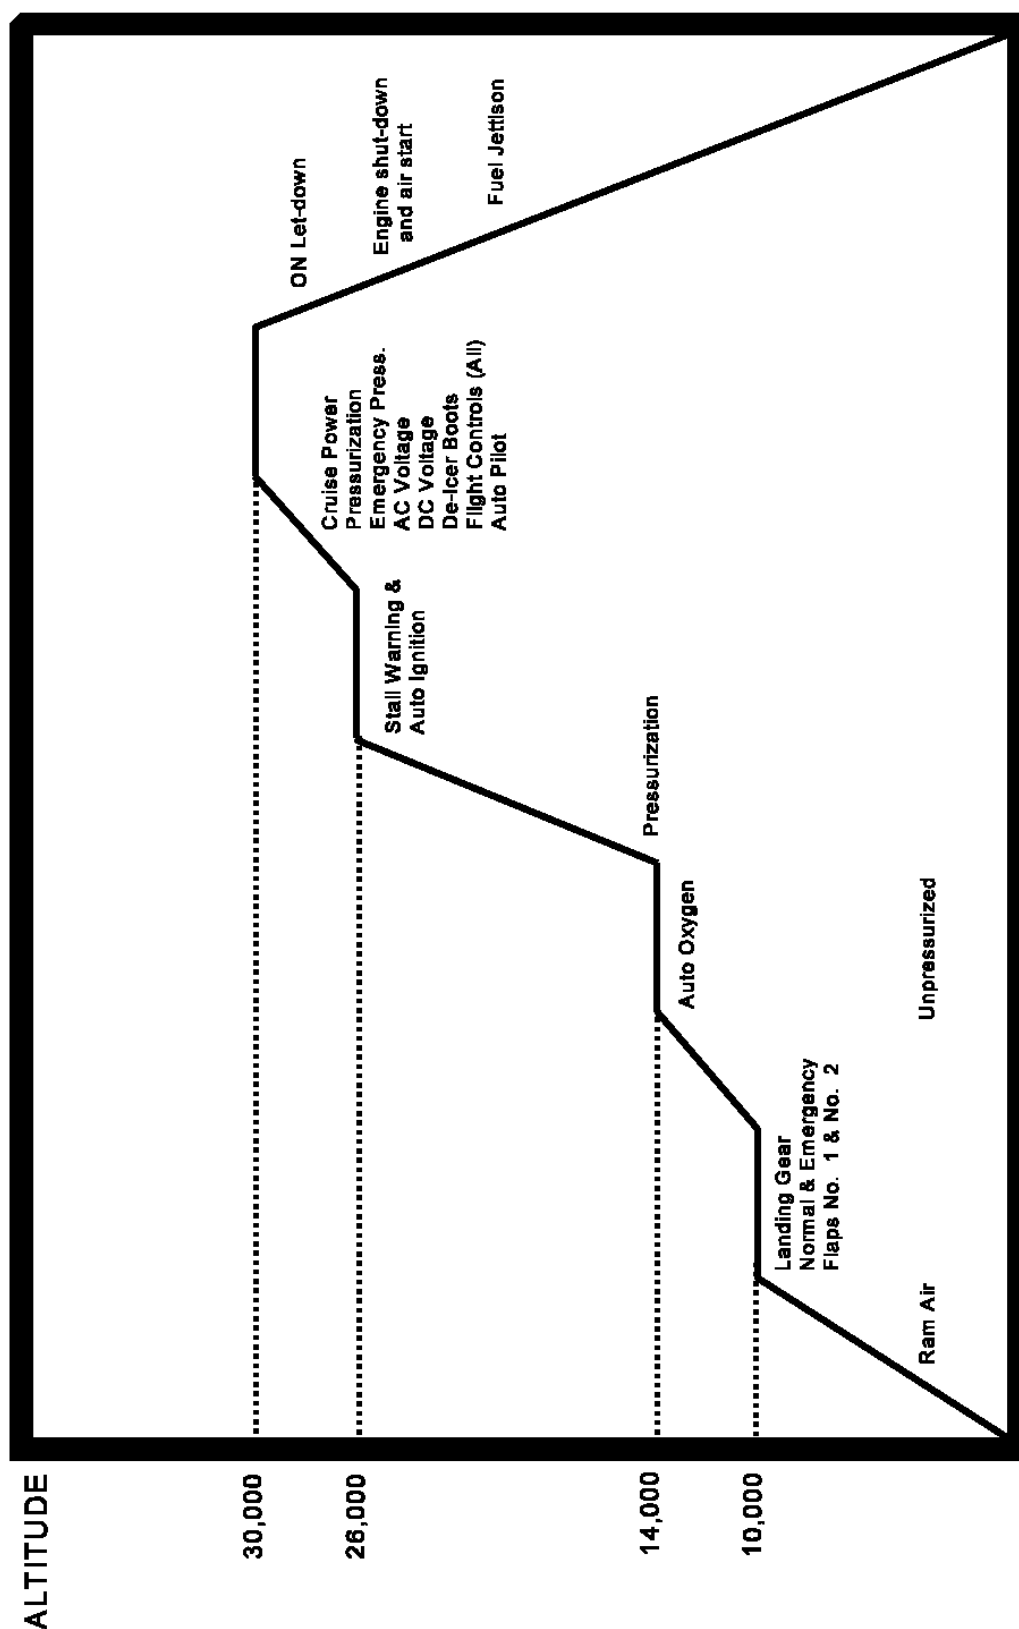 ALTITUDE
30,000
26,000
14,000
10,000
ON Let-down
Engine shut-down
and air start
Fuel Jettison
Cruise Power
Pressurization
Emergency Press.
AC Voltage
DC Voltage
De-Icer Boots
Flight Controls (All)
Auto Pilot
Stall Warning &
Auto Ignition
Pressurization
Auto Oxygen
Unpressurized
Landing Gear
Normal & Emergency
Flaps No. 1 & No. 2
Ram Air